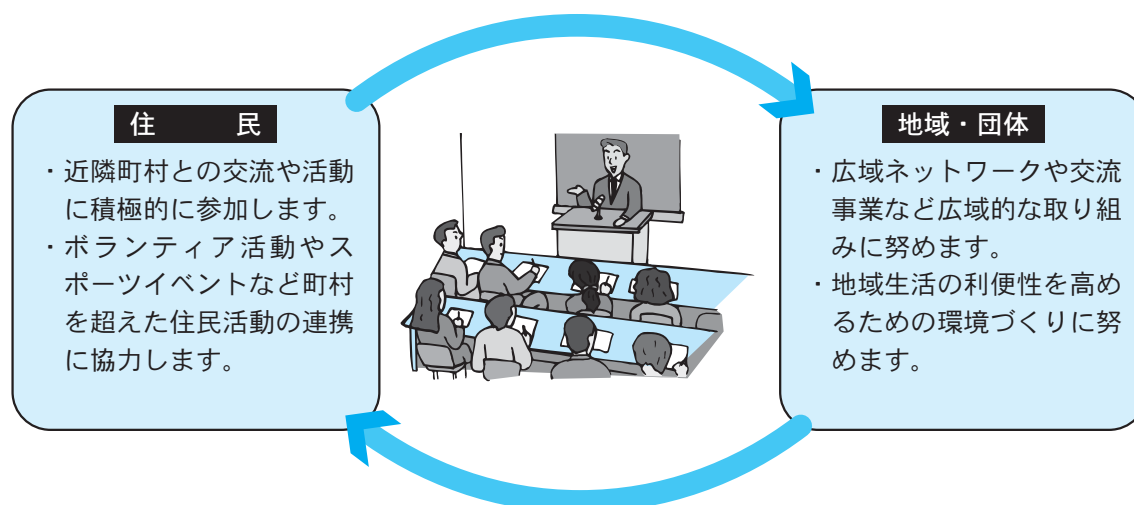 住　　民
・近隣町村との交流や活動
に積極的に参加します。
・ボランティア活動やス
ポーツイベントなど町村
を超えた住民活動の連携
に協力します。
地域・団体
・広域ネットワークや交流
事業など広域的な取り組
みに努めます。
・地域生活の利便性を高め
るための環境づくりに努
めます。